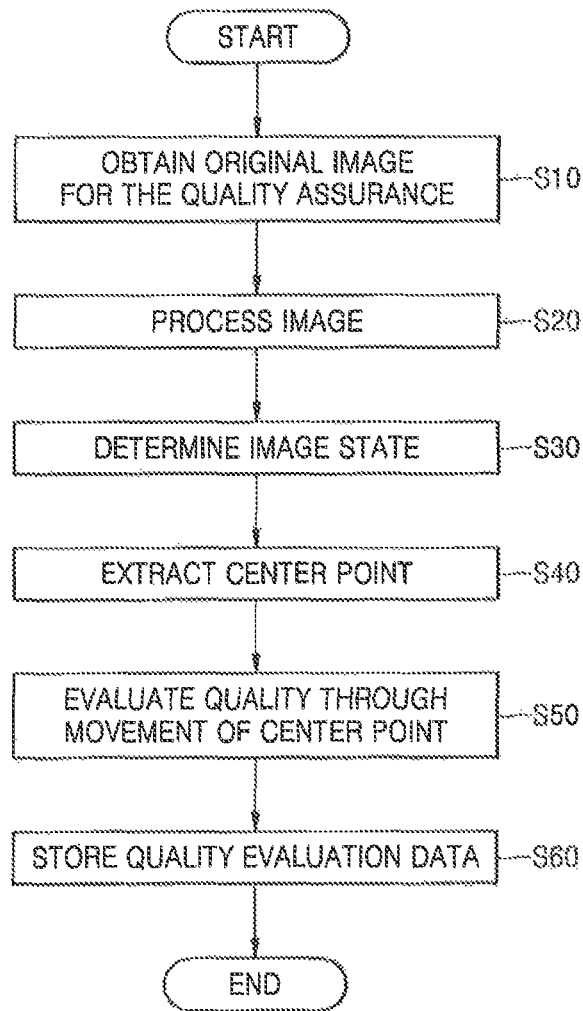 START
OBTAIN ORIGINAL IMAGE
FOR THE QUALITY ASSURANCE
S10
PROCESS IMAGE
S20
DETERMINE IMAGE STATE
S30
EXTRACT CENTER POINT
S40
EVALUATE QUALITY THROUGH
MOVEMENT OF CENTER POINT
S50
STORE QUALITY EVALUATION DATA
S60
END